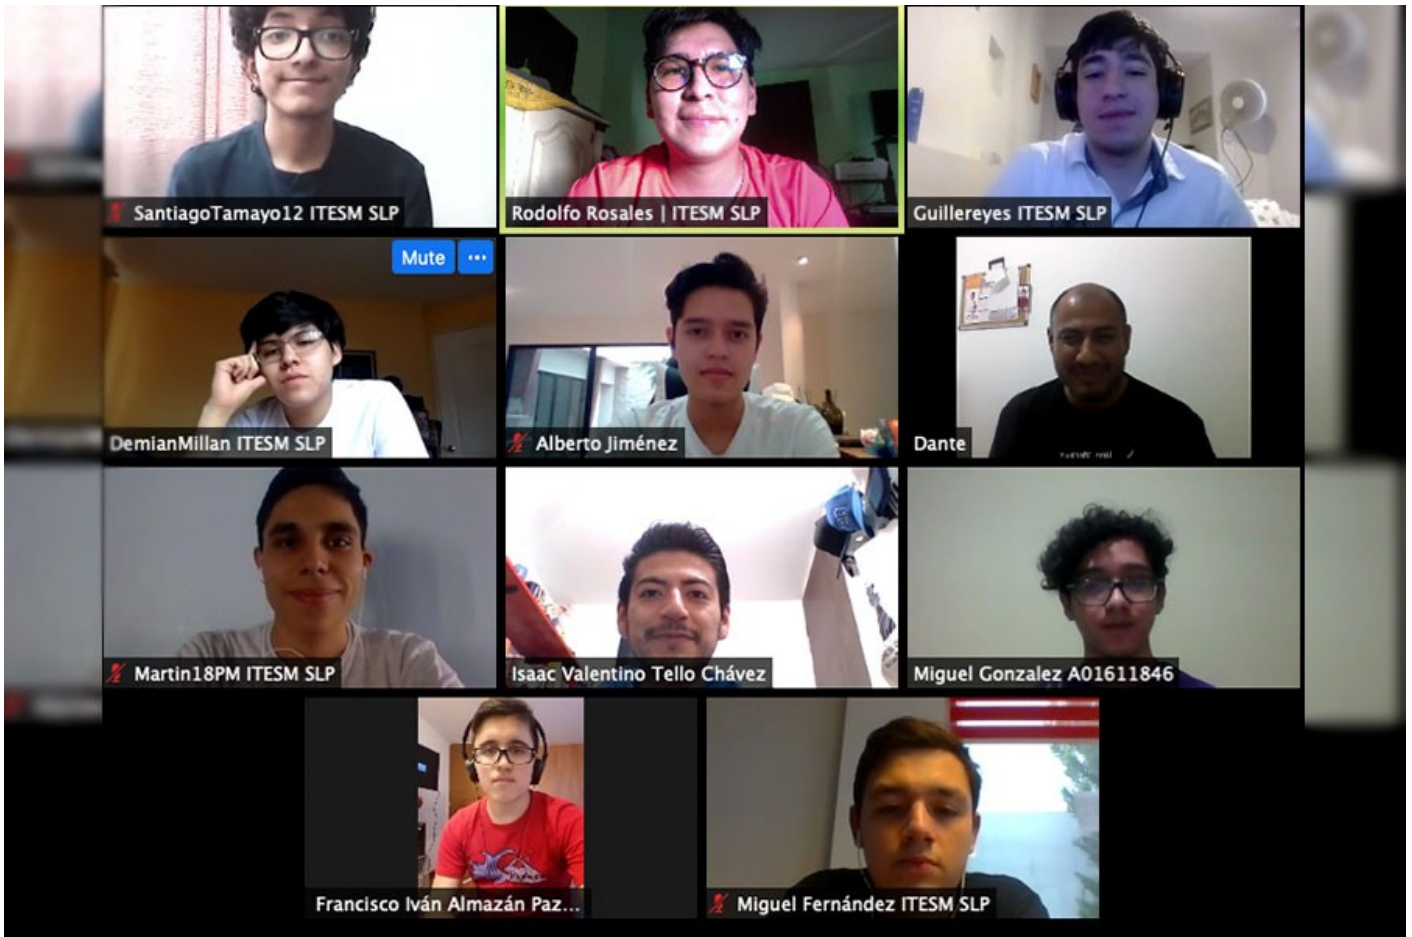 SantiagoTamayo12 ITESM SLP
Rodolfo Rosales | ITESM SLP
Guillereyes ITESM SLP
Mute ...
DemianMillan ITESM SLP
Alberto Jiménez
Dante
Martin18PM ITESM SLP
Isaac Valentino Tello Chávez
Miguel Gonzalez A01611846
Francisco Iván Almazán Paz...
Miguel Fernández ITESM SLP